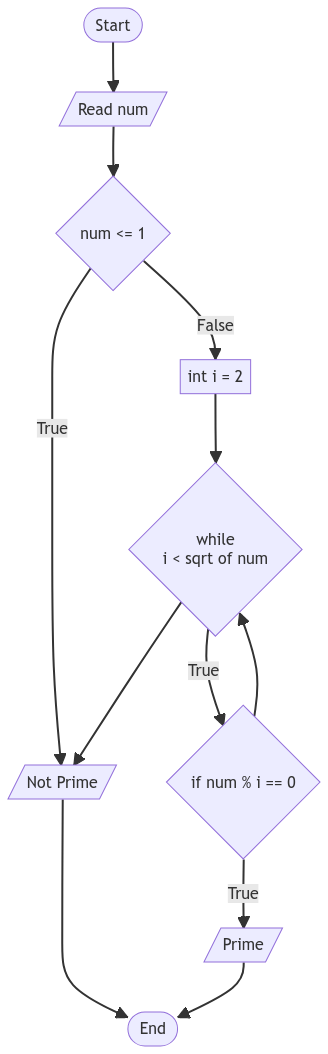 Start
Read num
num <= 1
False
int i = 2
True
while
i < sqrt of num
True
Not Prime
if num % i == 0
True
Prime
End